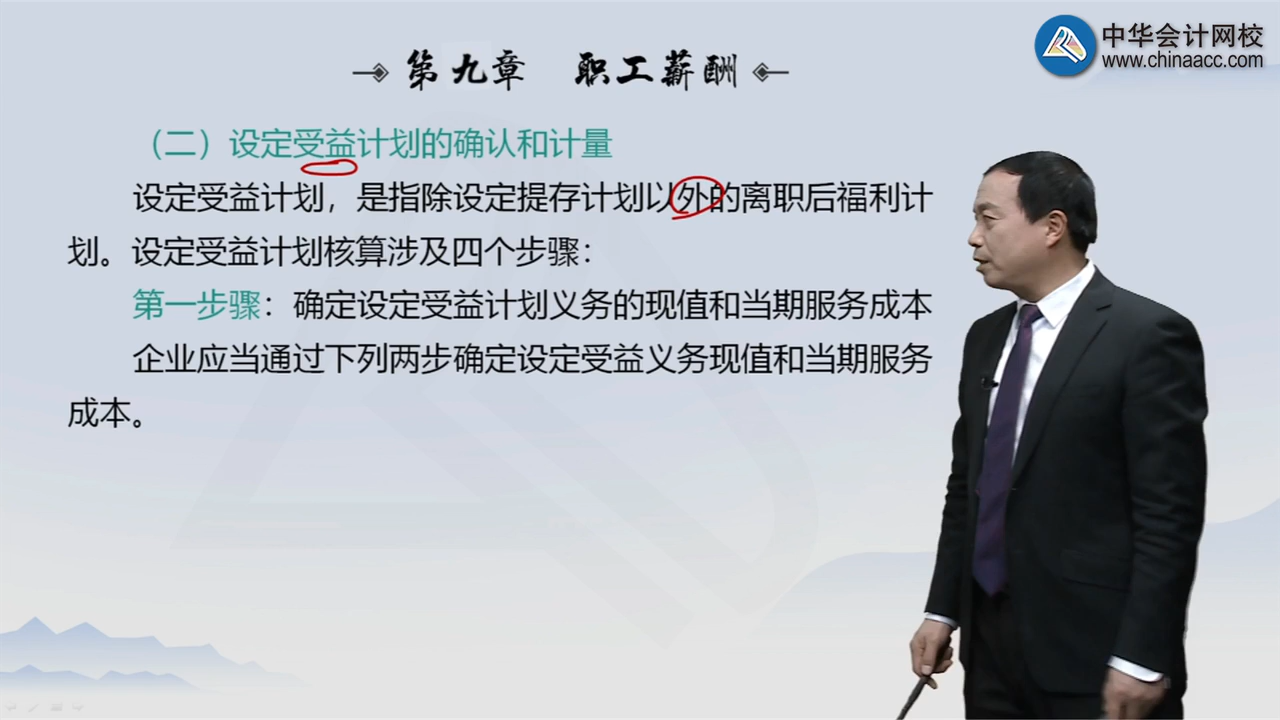 中华会计网校
www.chinaacc.com
第九章 职工薪酬
（二）设定受益计划的确认和计量
设定受益计划，是指除设定提存计划以外的离职后福利计
划。设定受益计划核算涉及四个步骤：
第一步骤：确定设定受益计划义务的现值和当期服务成本
企业应当通过下列两步确定设定受益义务现值和当期服务
成本。